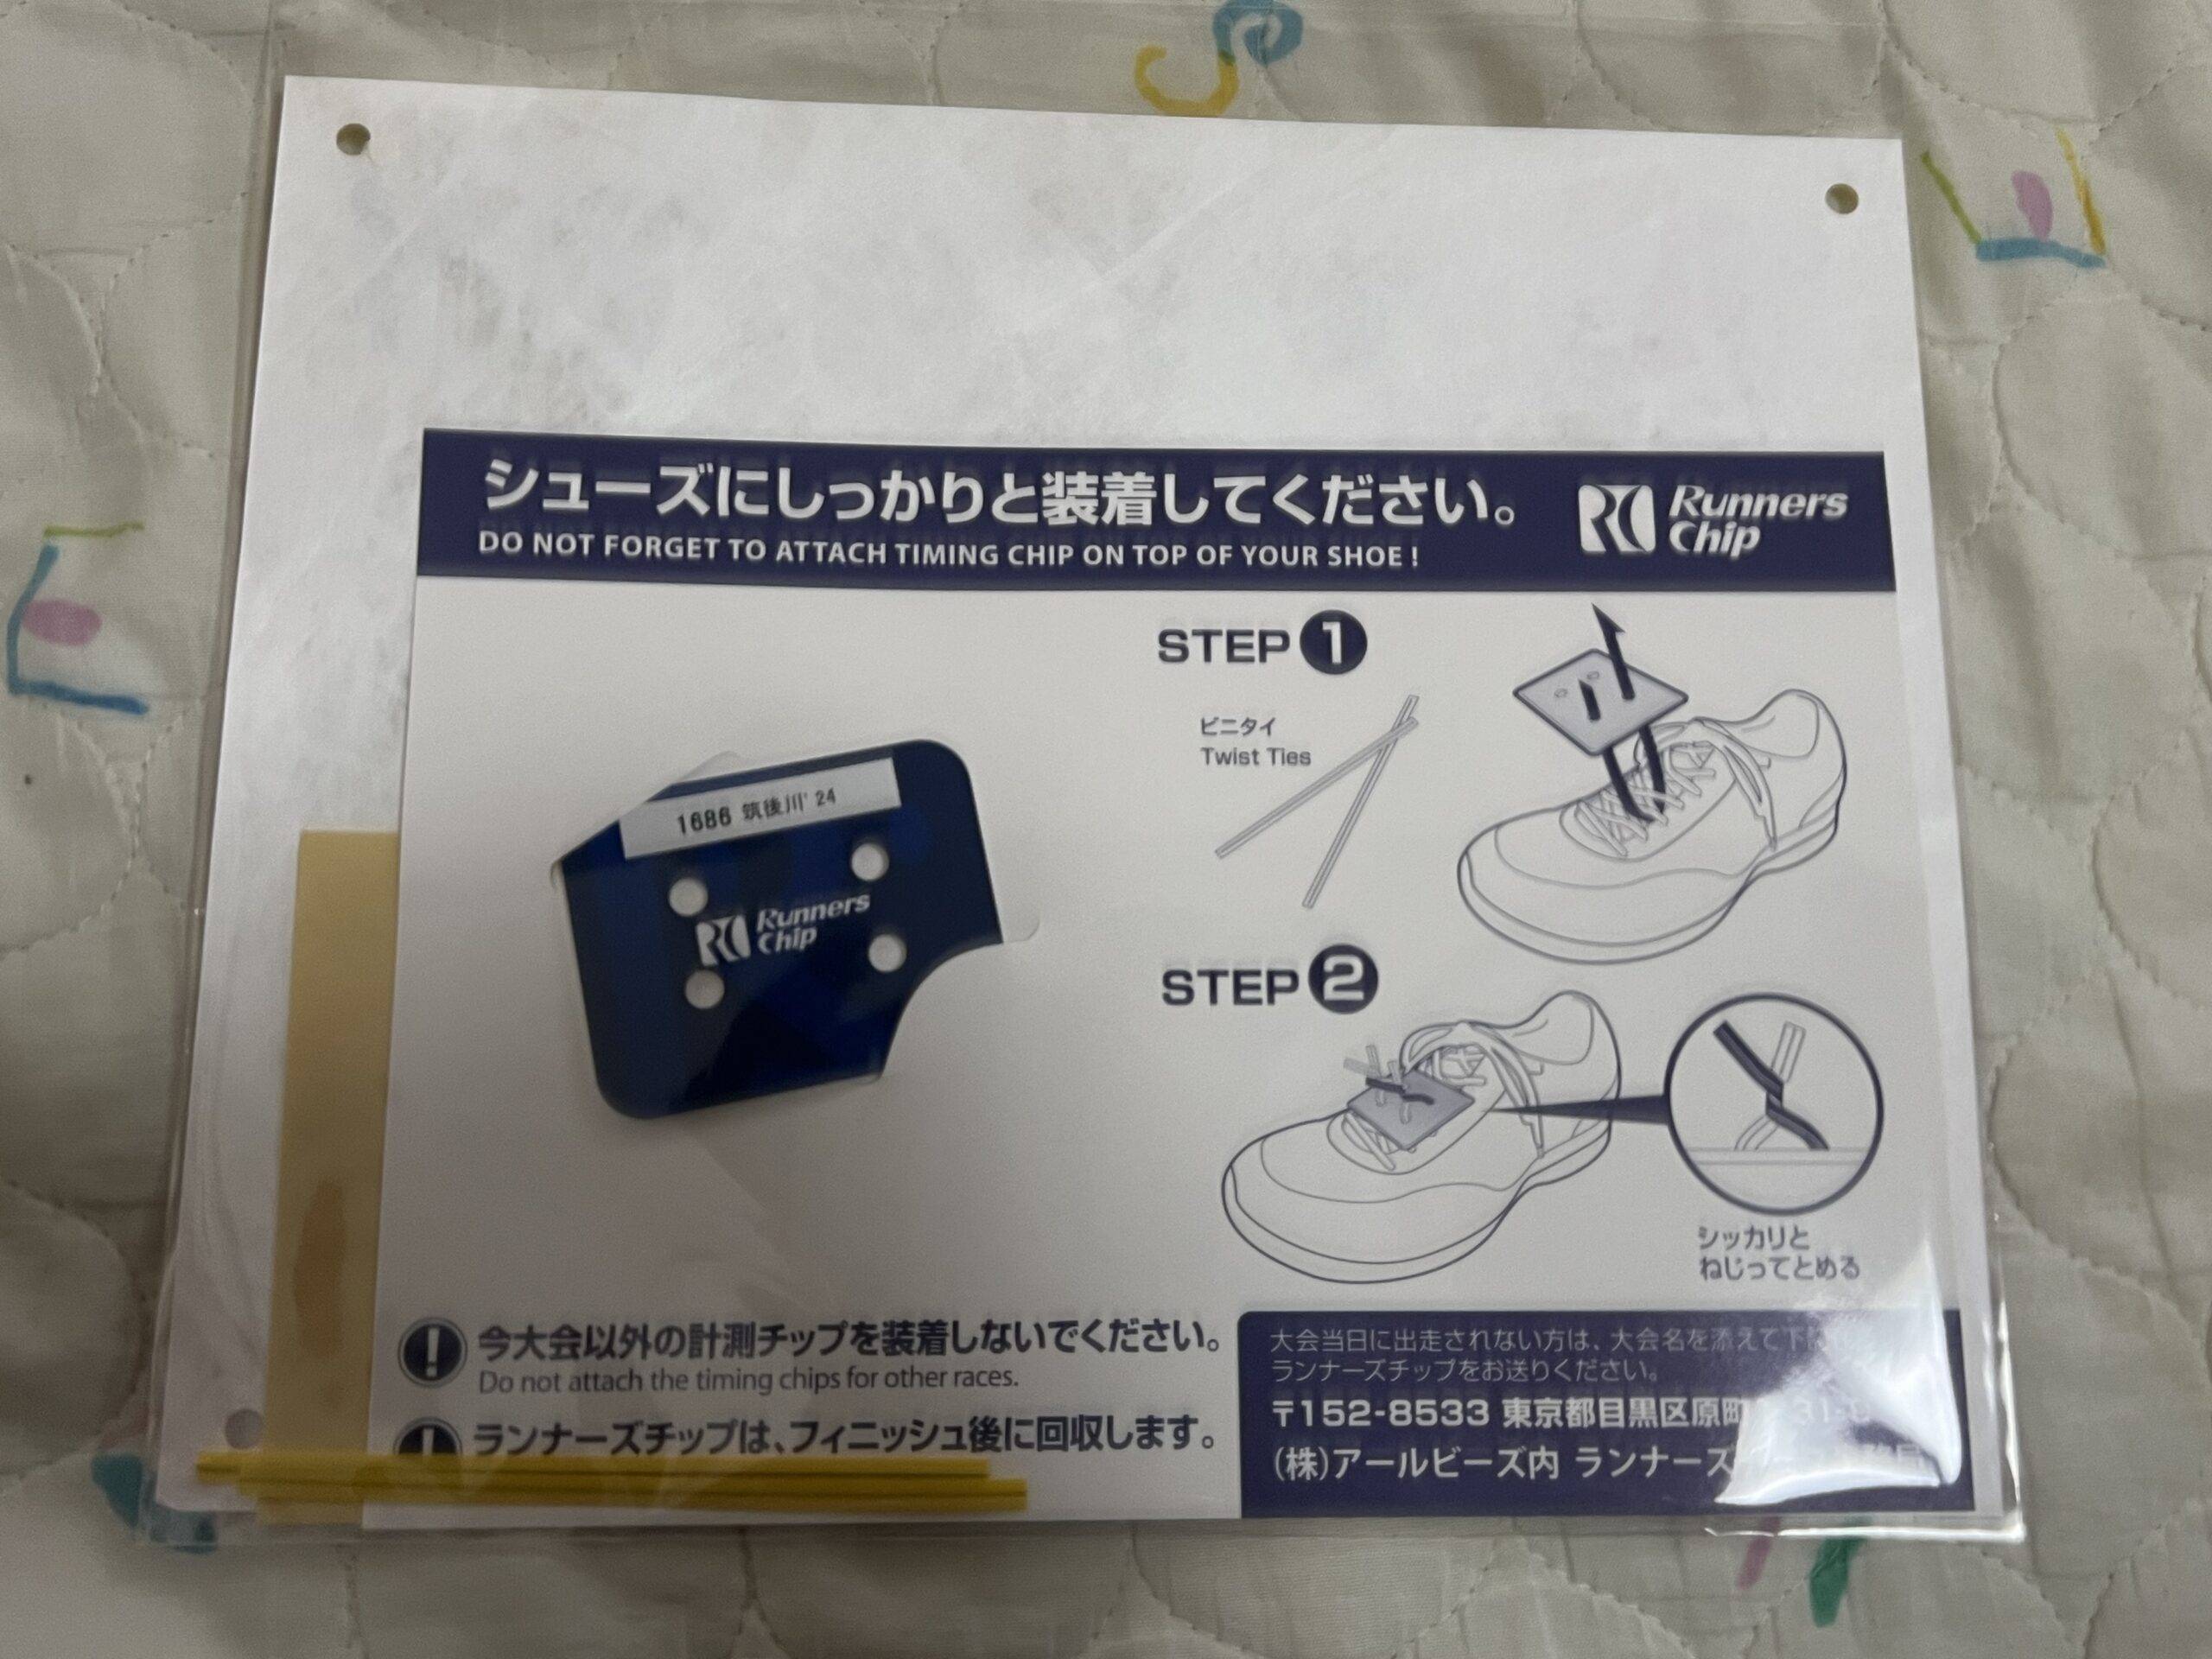 シューズにしっかりと装着してください。
DO NOT FORGET TO ATTACH TIMING CHIP ON TOP OF YOUR SHOE !
RC Runners
Chip
STEP 1
ビニタイ
Twist Ties
1686 筑後川' 24
RC Runners
Chip
STEP 2
シッカリと
ねじってとめる
! 今大会以外の計測チップを装着しないでください。
Do not attach the timing chips for other races.
! ランナーズチップは、フィニッシュ後に回収します。
大会当日に出走されない方は、大会名を添えて下
ランナーズチップをお送りください。
〒152-8533 東京都目黒区原町 31-
(株)アールビーズ内 ランナーズ